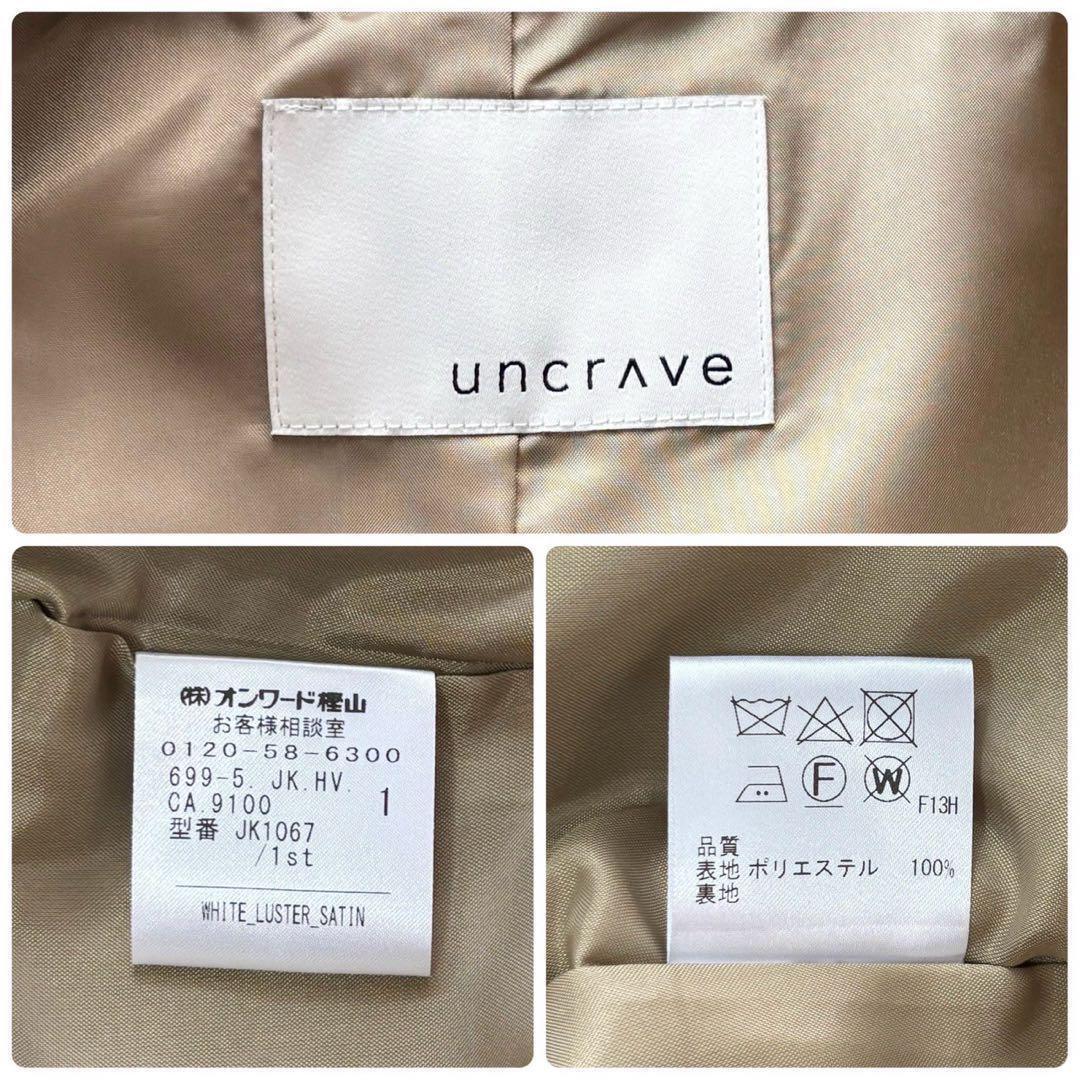 uncrʌve
㈱オンワード樫山
お客様相談室
0120-58-6300
699-5. JK.HV.
CA.9100 1
型番 JK1067
/1st
WHITE_LUSTER_SATIN
F
W
F13H
品質
表地 ポリエステル 100%
裏地